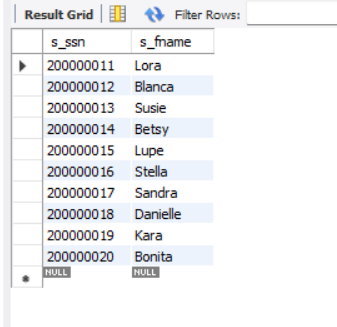 Result Grid Filter Rows:
s_ssn s_fname
200000011 Lora
200000012 Blanca
200000013 Susie
200000014 Betsy
200000015 Lupe
200000016 Stella
200000017 Sandra
200000018 Danielle
200000019 Kara
200000020 Bonita
NULL NULL